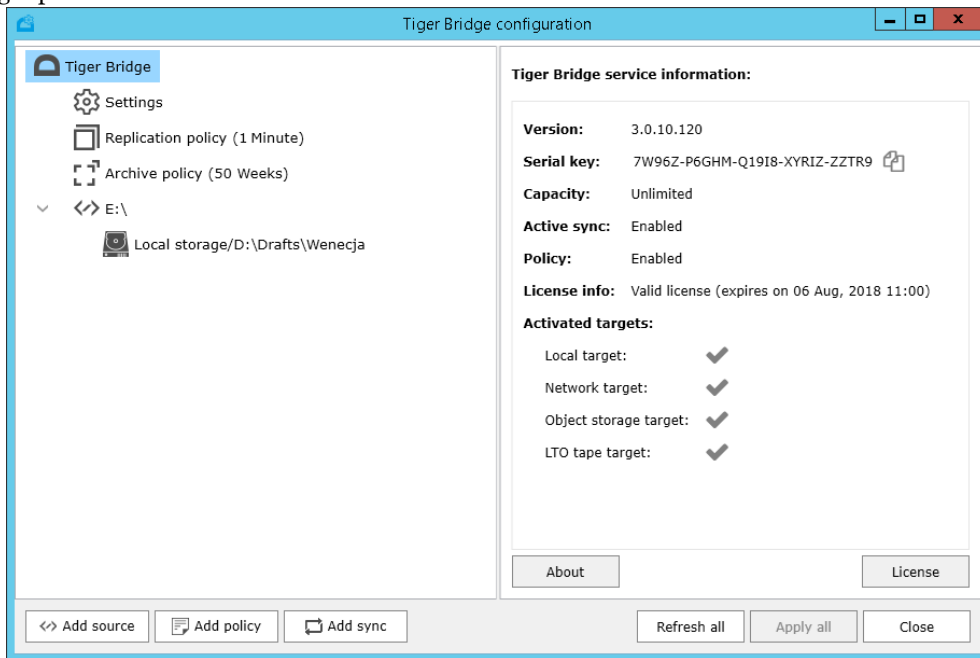 Tiger Bridge configuration
Tiger Bridge
Settings
Replication policy (1 Minute)
Archive policy (50 Weeks)
E:\
Local storage/D:\Drafts\Wenecja
Tiger Bridge service information:
Version: 3.0.10.120
Serial key: 7W96Z-P6GHM-Q19I8-XYRIZ-ZZTR9
Capacity: Unlimited
Active sync: Enabled
Policy: Enabled
License info: Valid license (expires on 06 Aug, 2018 11:00)
Activated targets:
Local target:
Network target:
Object storage target:
LTO tape target:
About License
Add source Add policy Add sync Refresh all Apply all Close